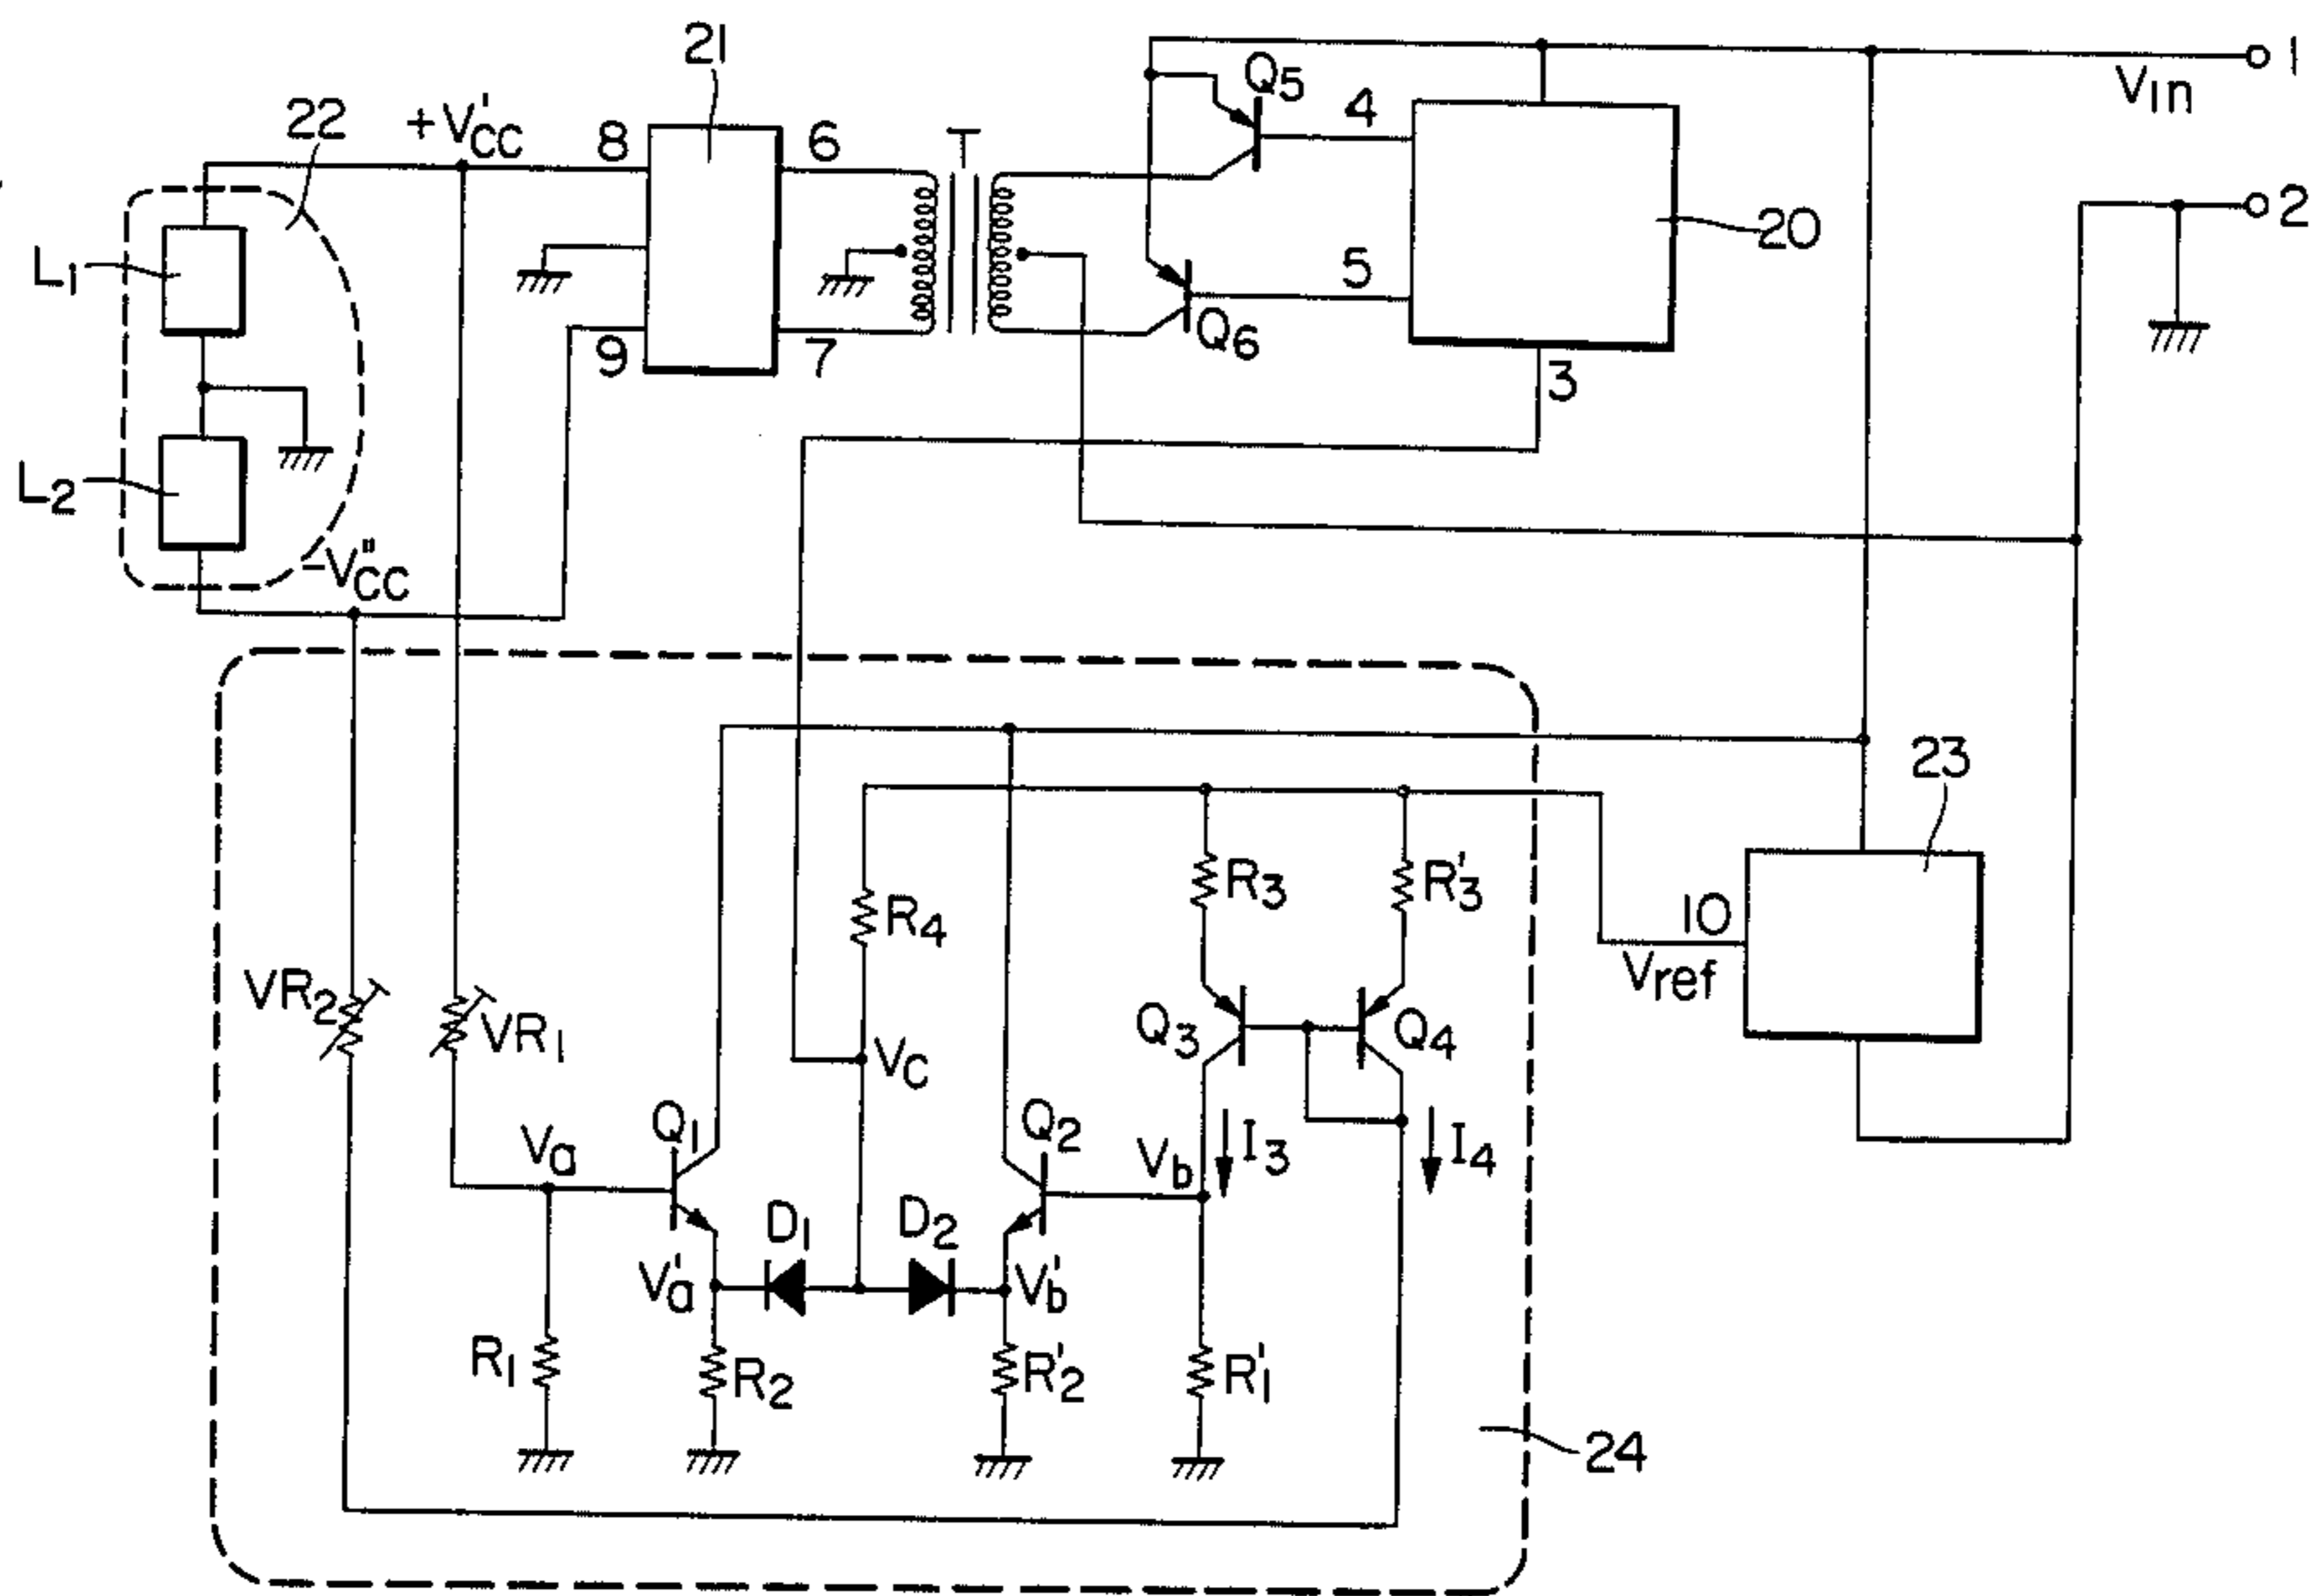 21
Q5
1
Vin
22
+V'CC
8
6
T
4
20
2
L1
5
9
7
Q6
3
L2
-V"CC
23
R4
R3
R'3
10
Vref
VR2
VR1
Q3
Q4
VC
Q1
Q2
Va
Vb
I3
I4
D1
D2
V'a
V'b
R1
R2
R'2
R'1
24